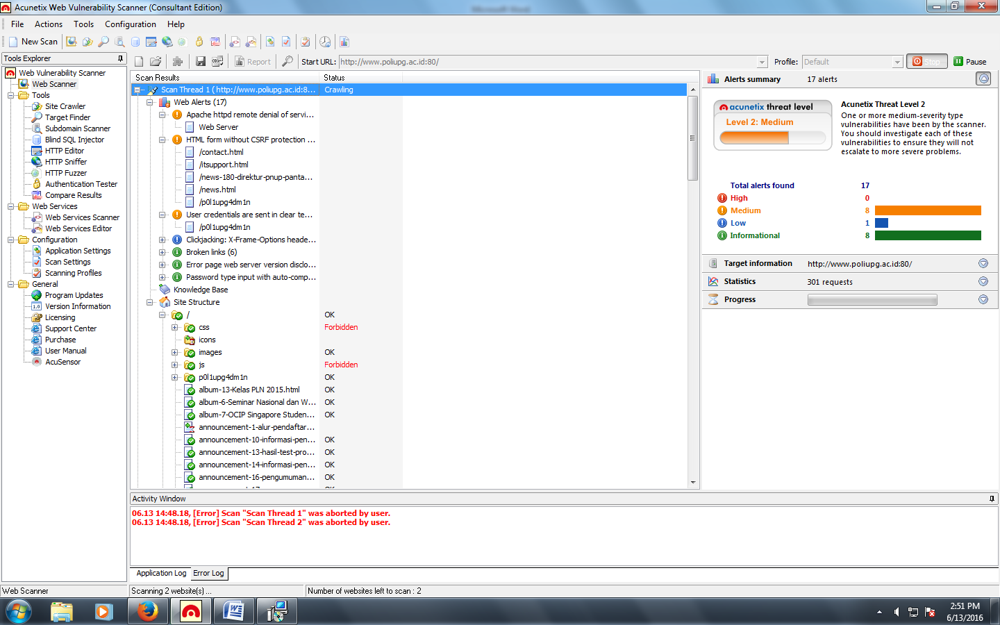 Acunetix Web Vulnerability Scanner (Consultant Edition)
File Actions Tools Configuration Help
New Scan
Tools Explorer
Web Vulnerability Scanner
Web Scanner
Tools
Site Crawler
Target Finder
Subdomain Scanner
Blind SQL Injector
HTTP Editor
HTTP Sniffer
HTTP Fuzzer
Authentication Tester
Compare Results
Web Services
Web Services Scanner
Web Services Editor
Configuration
Application Settings
Scan Settings
Scanning Profiles
General
Program Updates
Version Information
Licensing
Support Center
Purchase
User Manual
AcuSensor
Report Start URL: http://www.poliupg.ac.id:80/ Profile: Default Stop Pause
Scan Results Status
Scan Thread 1 ( http://www.poliupg.ac.id:8... Crawling
Web Alerts (17)
Apache httpd remote denial of servi...
Web Server
HTML form without CSRF protection ...
/contact.html
/itsupport.html
/news-180-direktur-pnup-panta...
/news.html
/p0l1upg4dm1n
User credentials are sent in clear te...
/p0l1upg4dm1n
Clickjacking: X-Frame-Options heade...
Broken links (6)
Error page web server version disclo...
Password type input with auto-comp...
Knowledge Base
Site Structure
/ OK
css Forbidden
icons
images OK
js Forbidden
p0l1upg4dm1n OK
album-13-Kelas PLN 2015.html OK
album-6-Seminar Nasional dan W... OK
album-7-OCIP Singapore Studen... OK
announcement-1-alur-pendaftar...
announcement-10-informasi-pen... OK
announcement-13-hasil-test-pro... OK
announcement-14-informasi-pen... OK
announcement-16-pengumuman... OK
Alerts summary 17 alerts
acunetix threat level
Level 2: Medium
Acunetix Threat Level 2
One or more medium-severity type
vulnerabilities have been by the scanner.
You should investigate each of these
vulnerabilities to ensure they will not
escalate to more severe problems.
Total alerts found 17
High 0
Medium 8
Low 1
Informational 8
Target information http://www.poliupg.ac.id:80/
Statistics 301 requests
Progress
Activity Window
06.13 14:48.18, [Error] Scan "Scan Thread 1" was aborted by user.
06.13 14:48.18, [Error] Scan "Scan Thread 2" was aborted by user.
Application Log Error Log
Web Scanner Scanning 2 website(s) ... Number of websites left to scan : 2
2:51 PM
6/13/2016